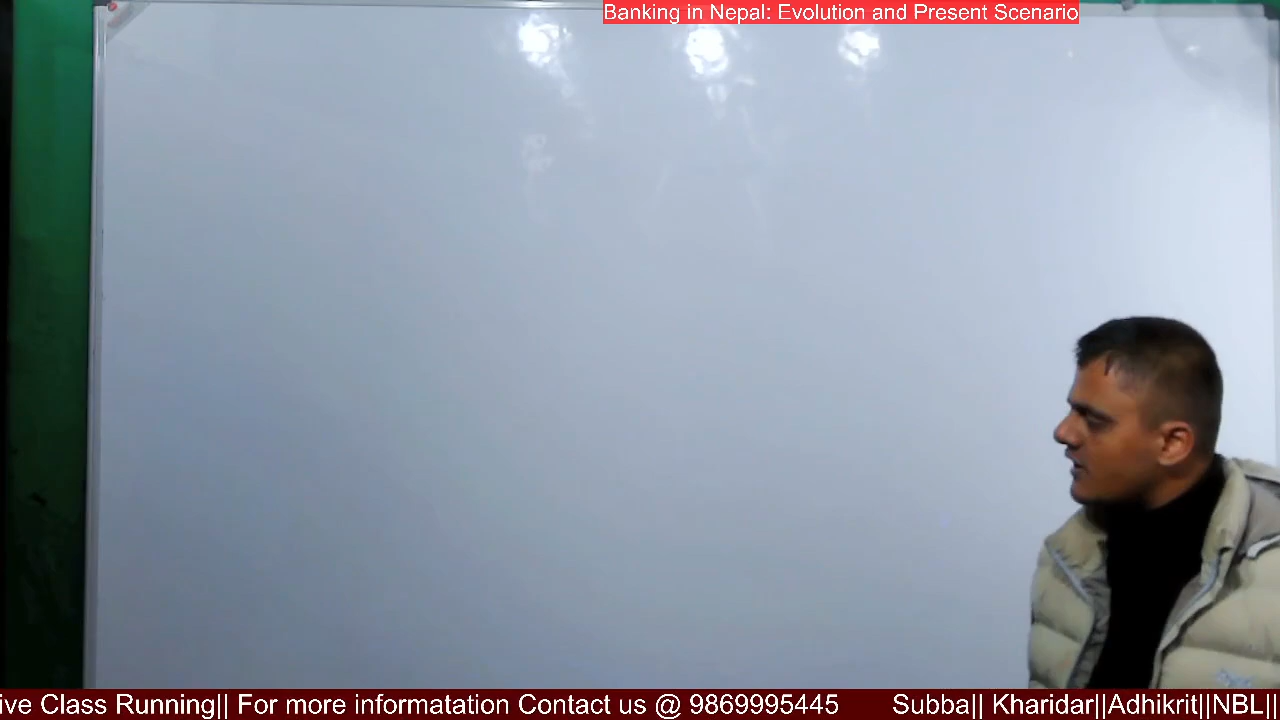 Banking in Nepal: Evolution and Present Scenario
ive Class Running|| For more informatation Contact us @ 9869995445 Subba|| Kharidar||Adhikrit||NBL||